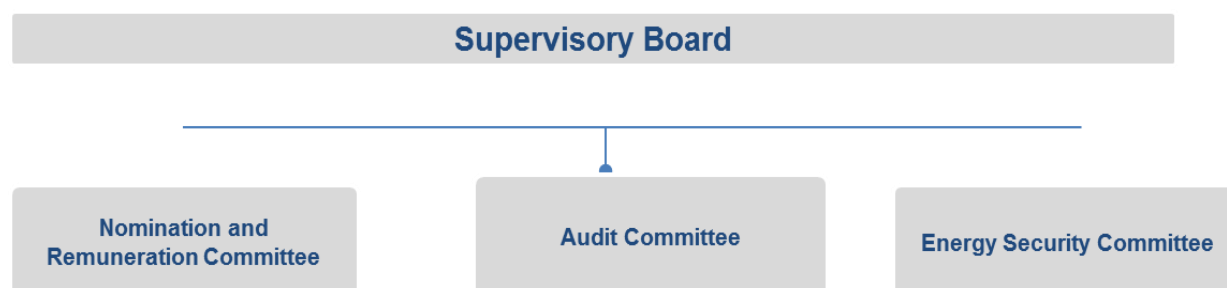 Supervisory Board
Nomination and
Remuneration Committee
Audit Committee
Energy Security Committee